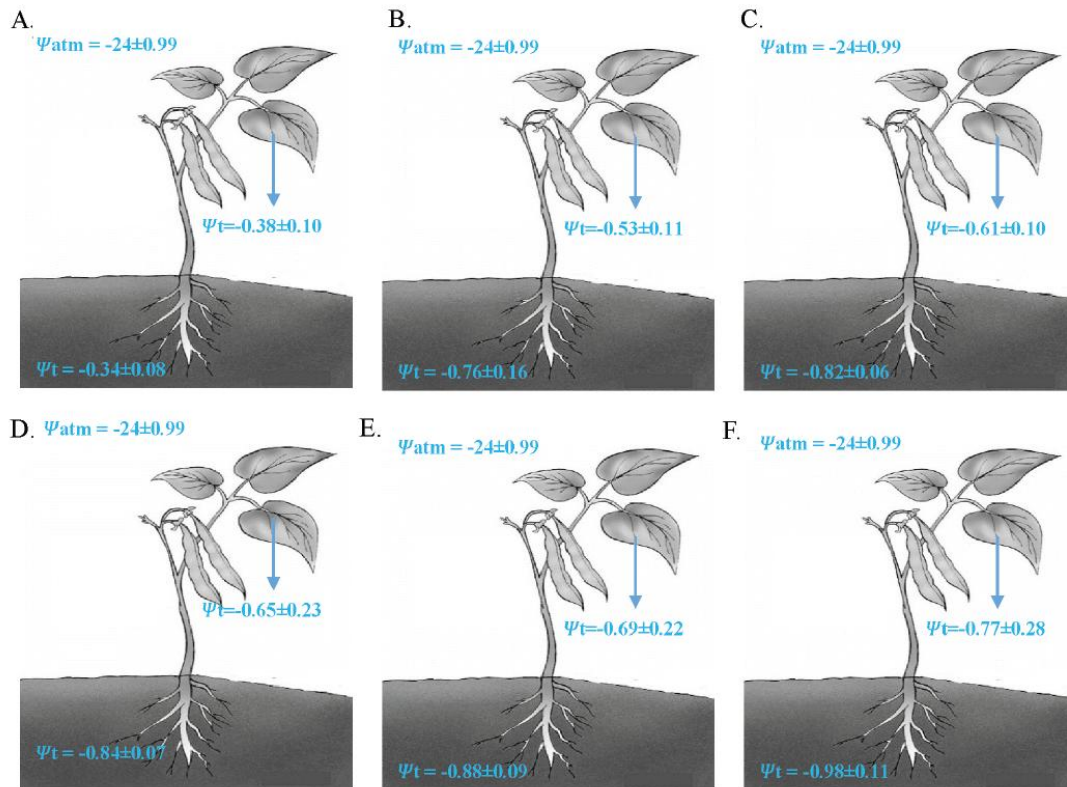 A.
Ψatm = -24±0.99
Ψt=-0.38±0.10
Ψt = -0.34±0.08
B.
Ψatm = -24±0.99
Ψt=-0.53±0.11
Ψt = -0.76±0.16
C.
Ψatm = -24±0.99
Ψt=-0.61±0.10
Ψt = -0.82±0.06
D.
Ψatm = -24±0.99
Ψt=-0.65±0.23
Ψt = -0.84±0.07
E.
Ψatm = -24±0.99
Ψt=-0.69±0.22
Ψt = -0.88±0.09
F.
Ψatm = -24±0.99
Ψt=-0.77±0.28
Ψt = -0.98±0.11